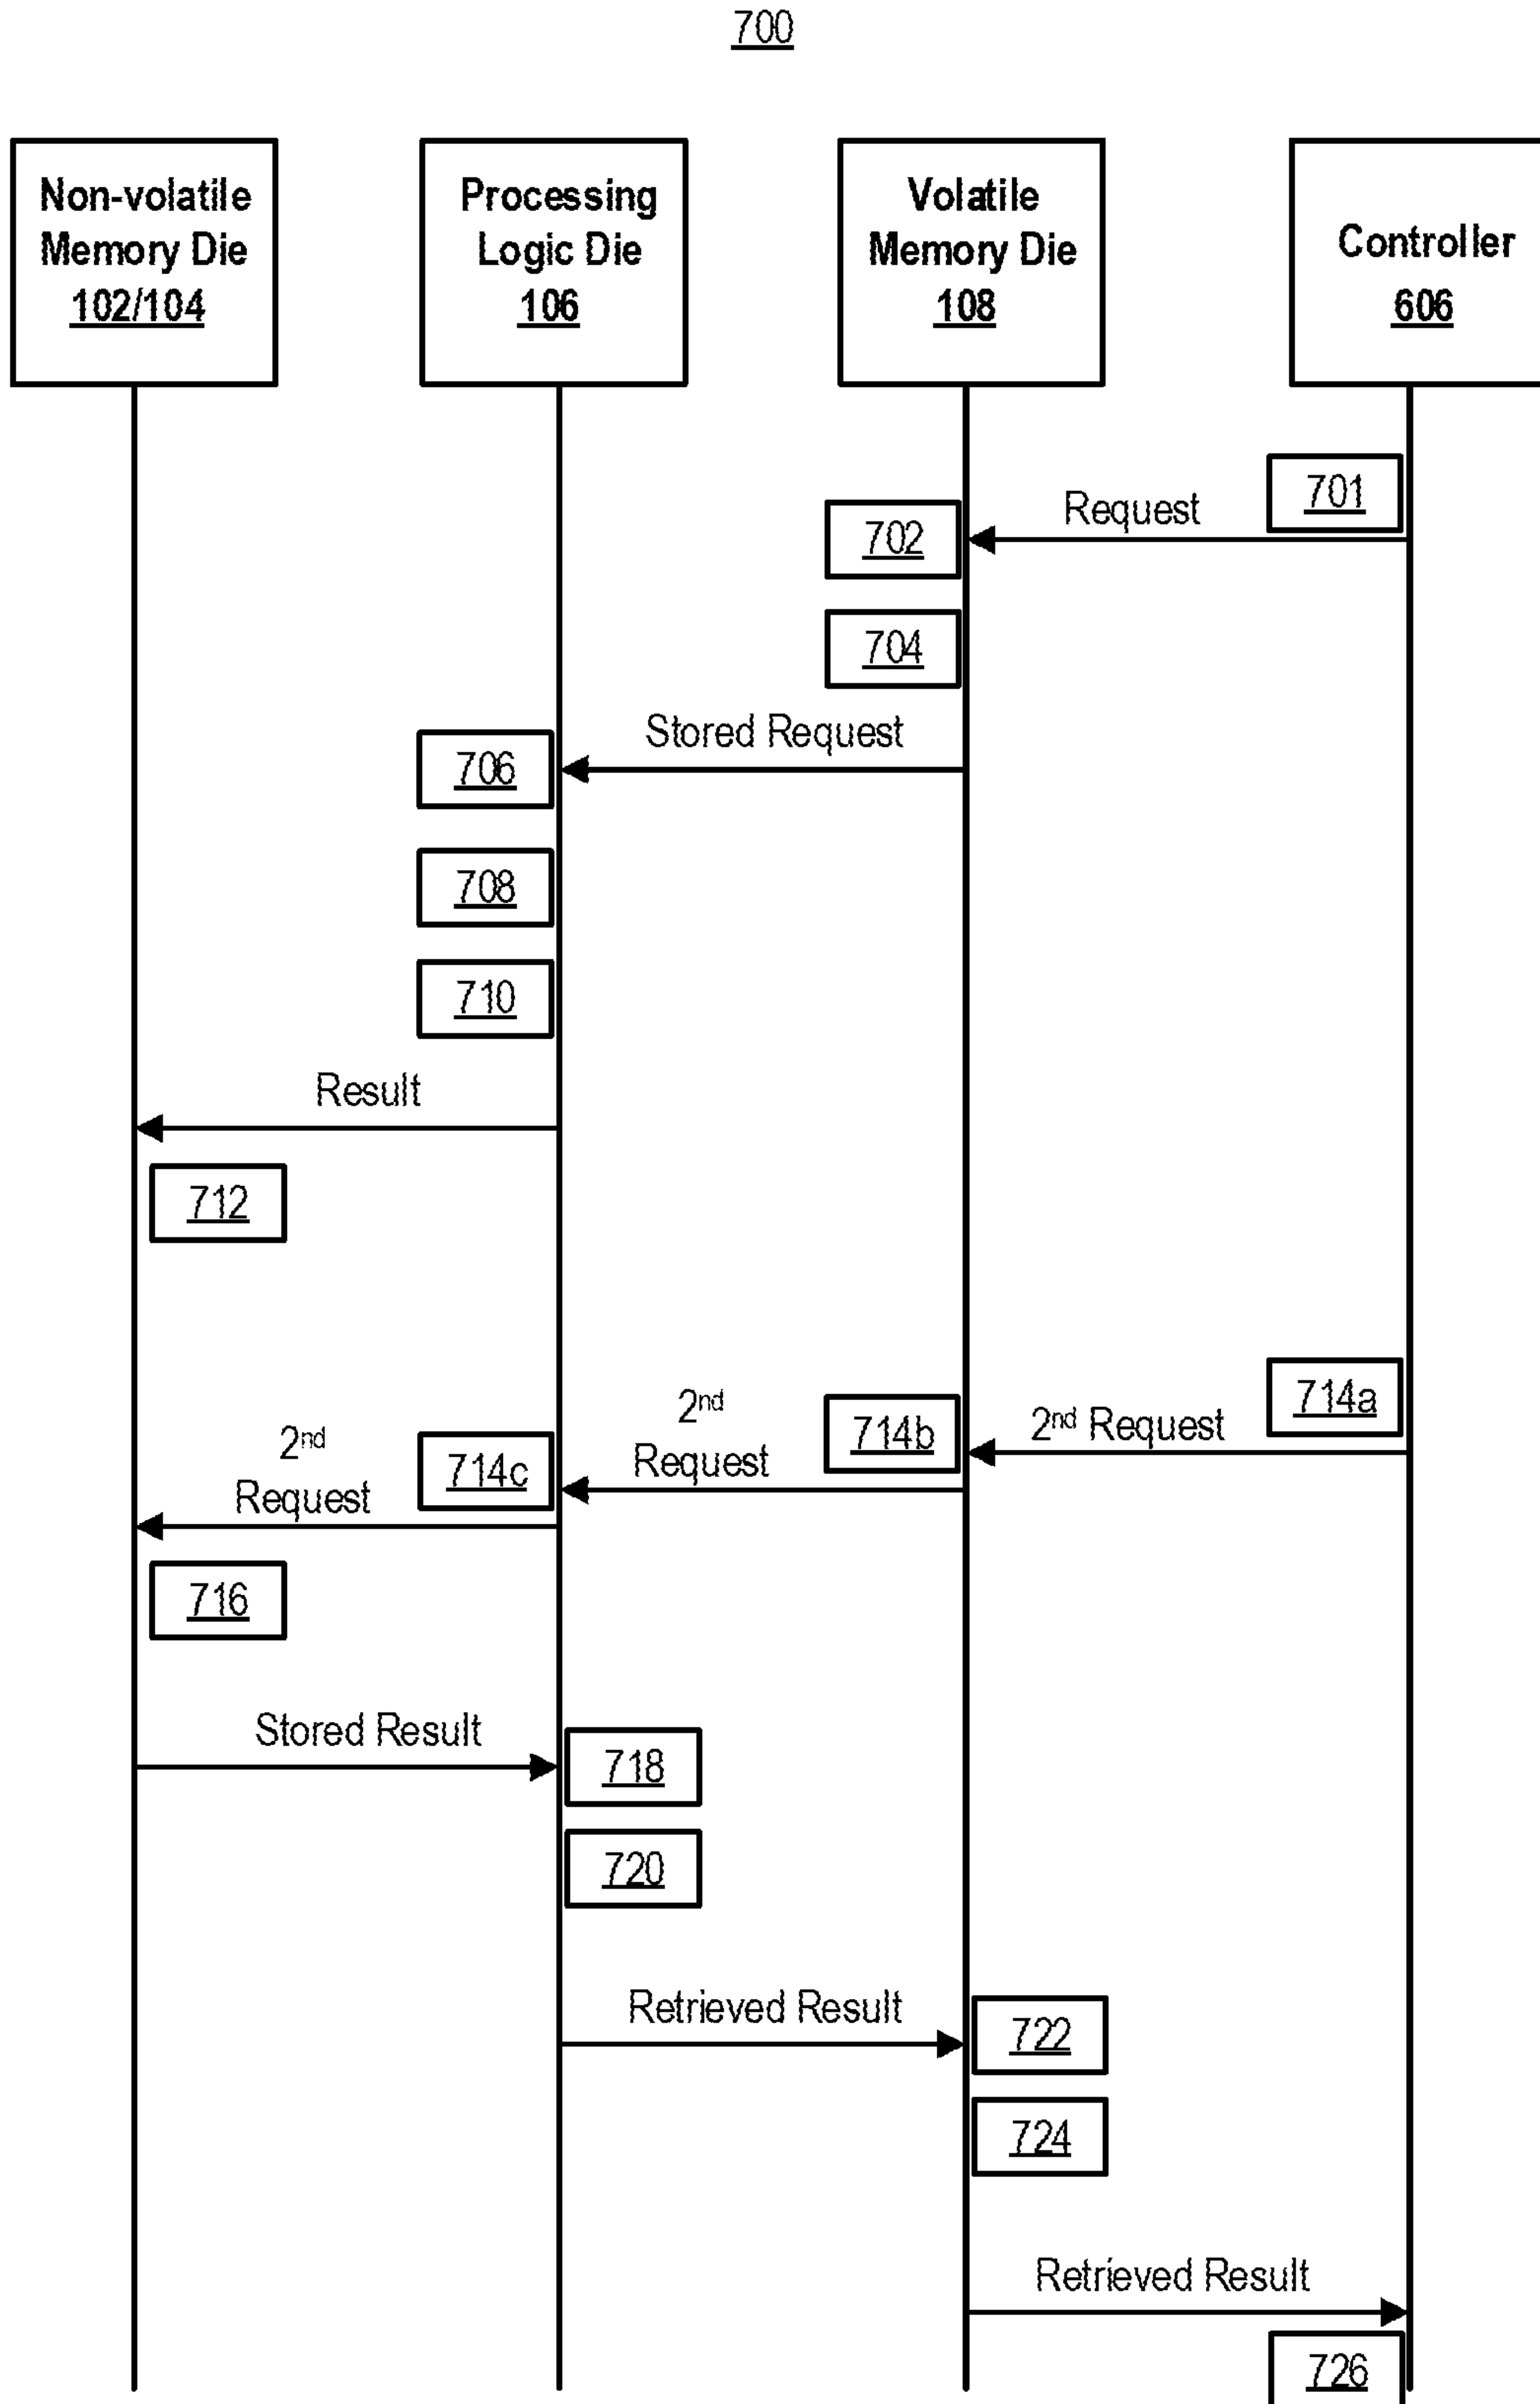 700
Non-volatile
Memory Die
102/104
Processing
Logic Die
106
Volatile
Memory Die
108
Controller
606
701
Request
702
704
Stored Request
706
708
710
Result
712
714a
2nd Request
714b
2nd
Request
714c
2nd
Request
716
Stored Result
718
720
Retrieved Result
722
724
Retrieved Result
726